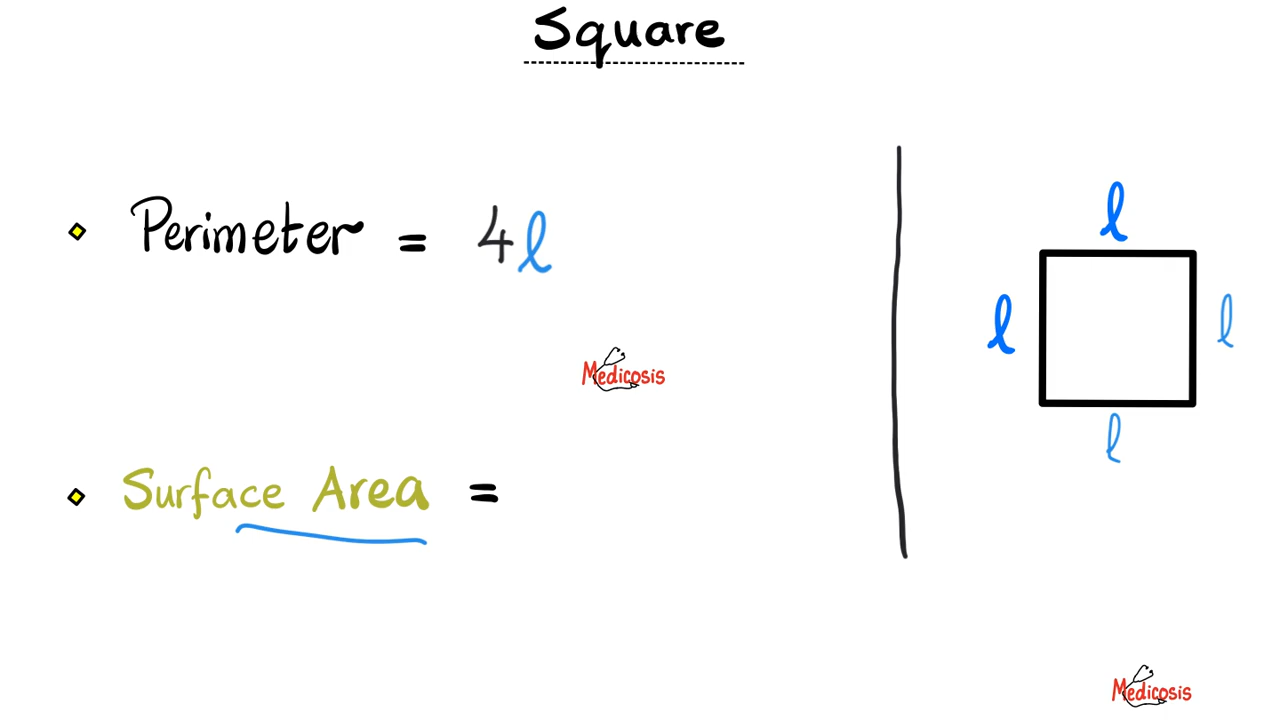 Square
Perimeter = 4ℓ
ℓ
ℓ
ℓ
ℓ
Medicosis
Surface Area =
Medicosis